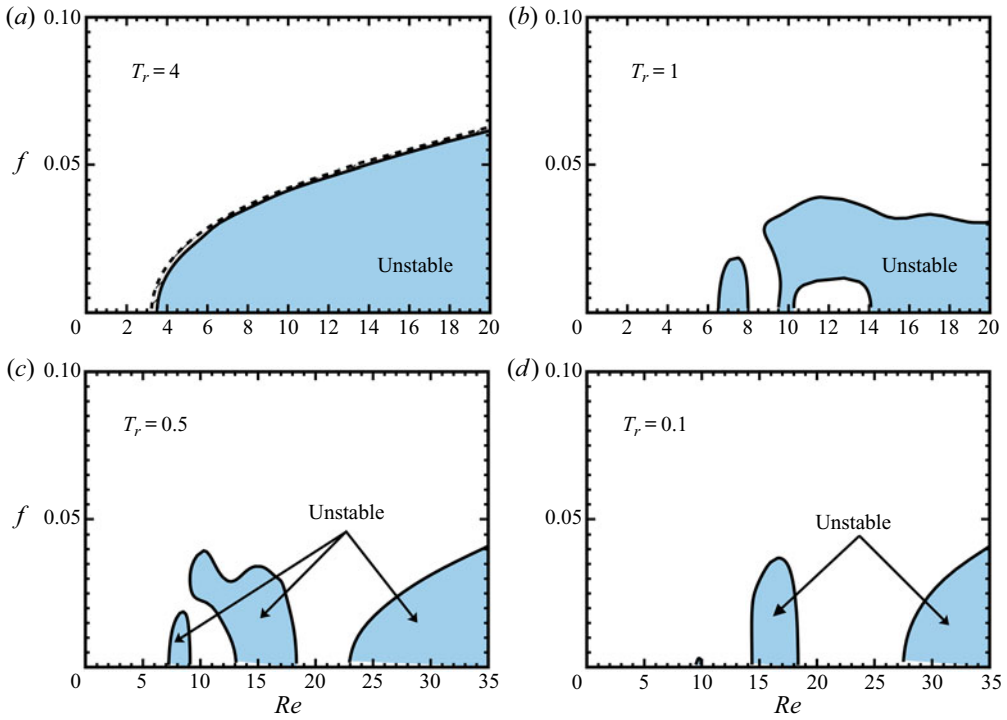 (a) 0.10 (b) 0.10
T_r = 4 T_r = 1
f 0.05 0.05
Unstable Unstable
0 2 4 6 8 10 12 14 16 18 20 0 2 4 6 8 10 12 14 16 18 20
(c) 0.10 (d) 0.10
T_r = 0.5 T_r = 0.1
Unstable Unstable
f 0.05 0.05
0 5 10 15 20 25 30 35 0 5 10 15 20 25 30 35
Re Re